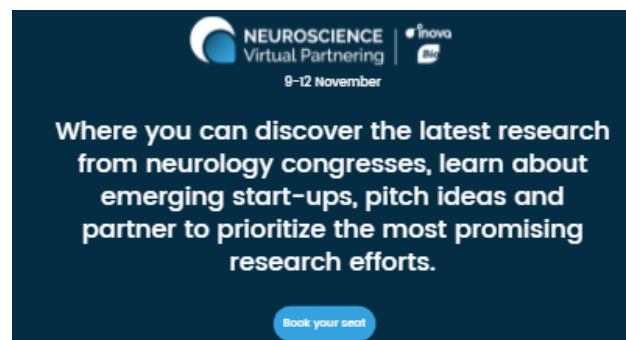 NEUROSCIENCE
Virtual Partnering
inova
Bio
9-12 November
Where you can discover the latest research
from neurology congresses, learn about
emerging start-ups, pitch ideas and
partner to prioritize the most promising
research efforts.
Book your seat